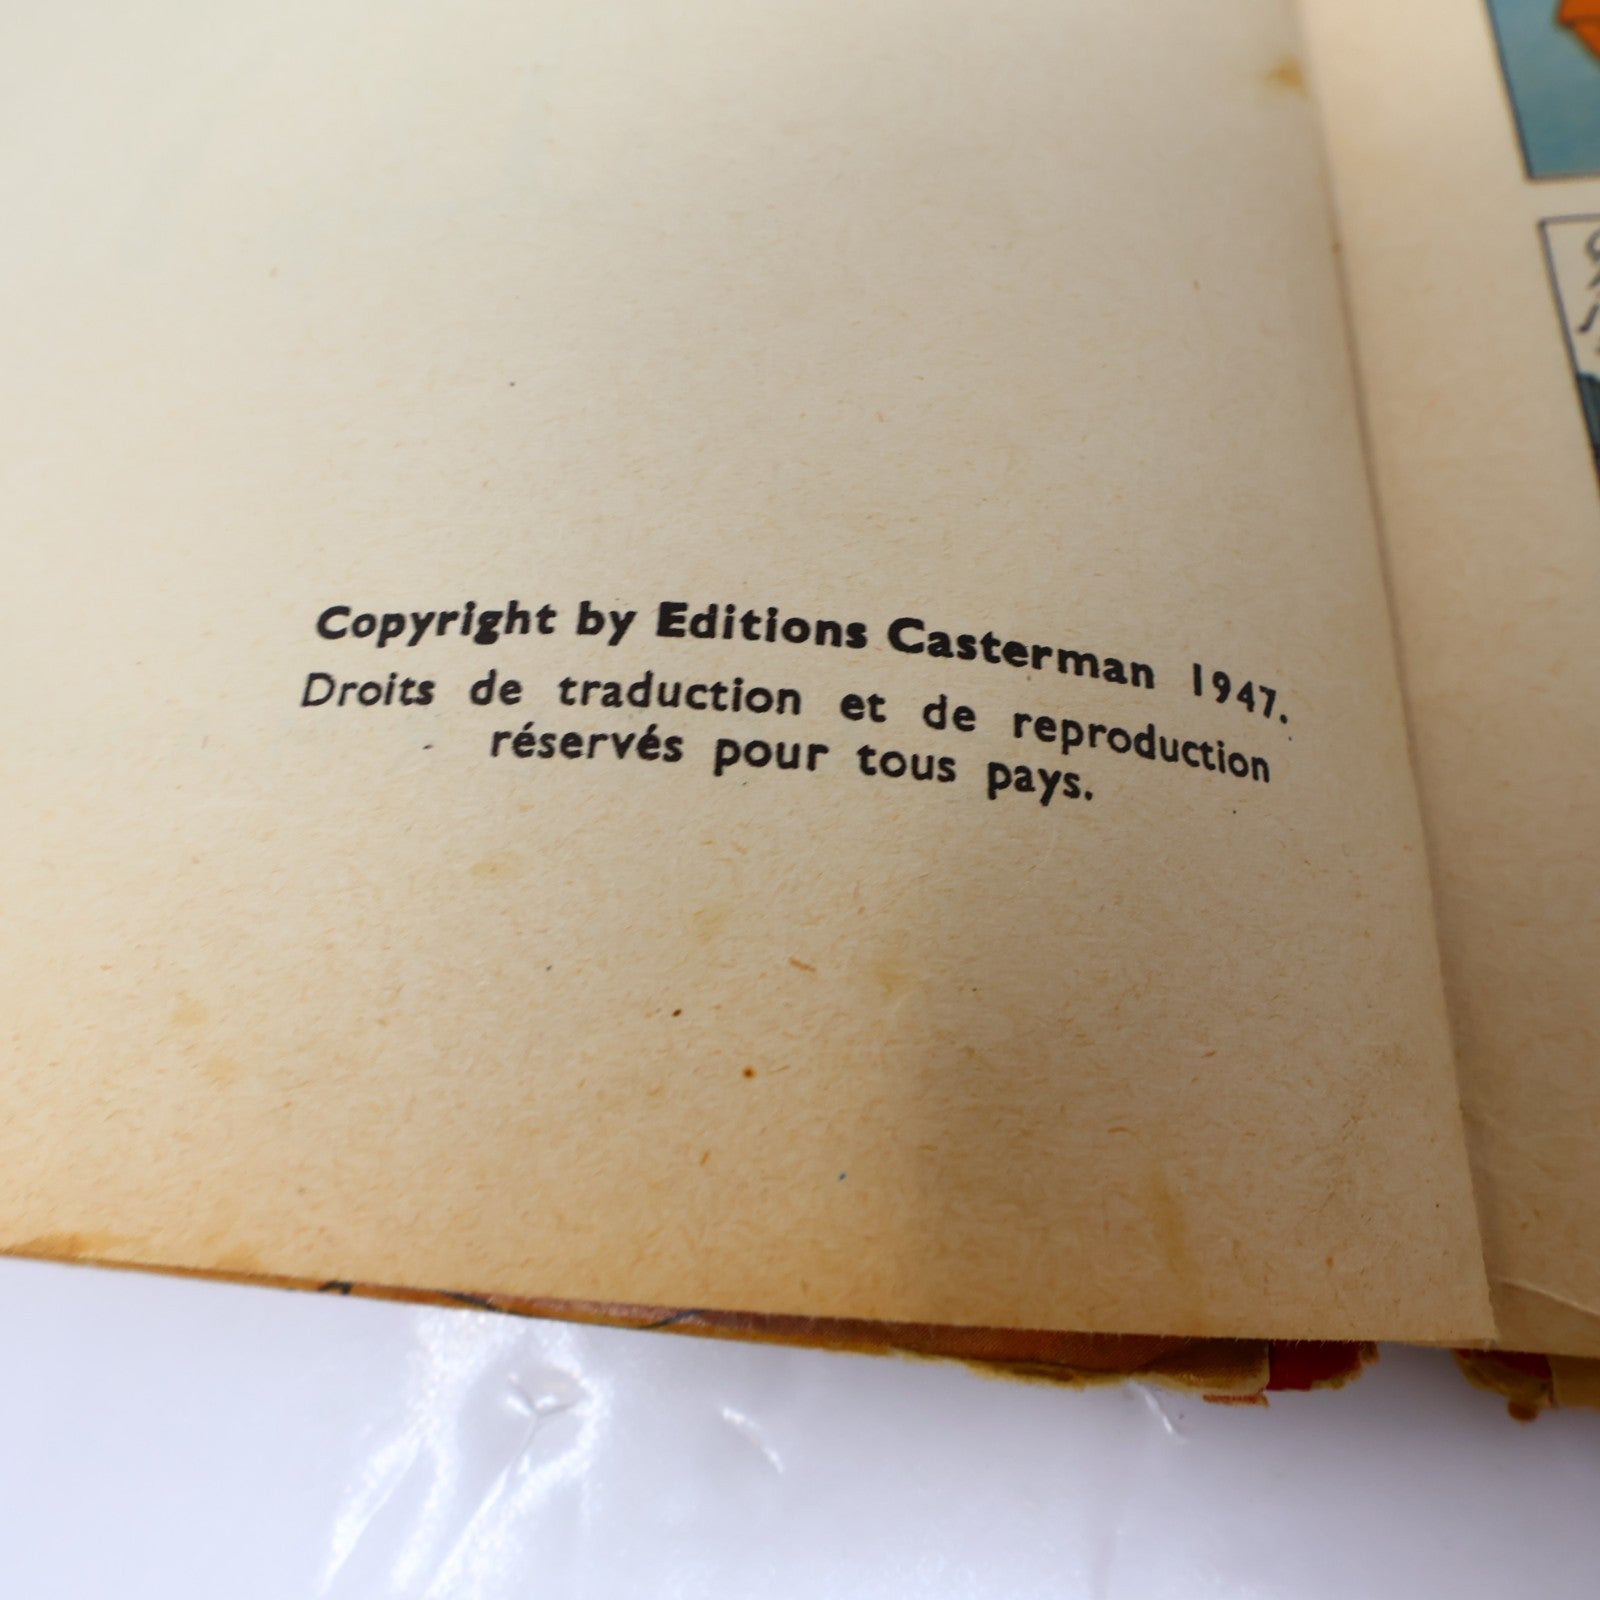 Copyright by Editions Casterman 1947.
Droits de traduction et de reproduction
réservés pour tous pays.